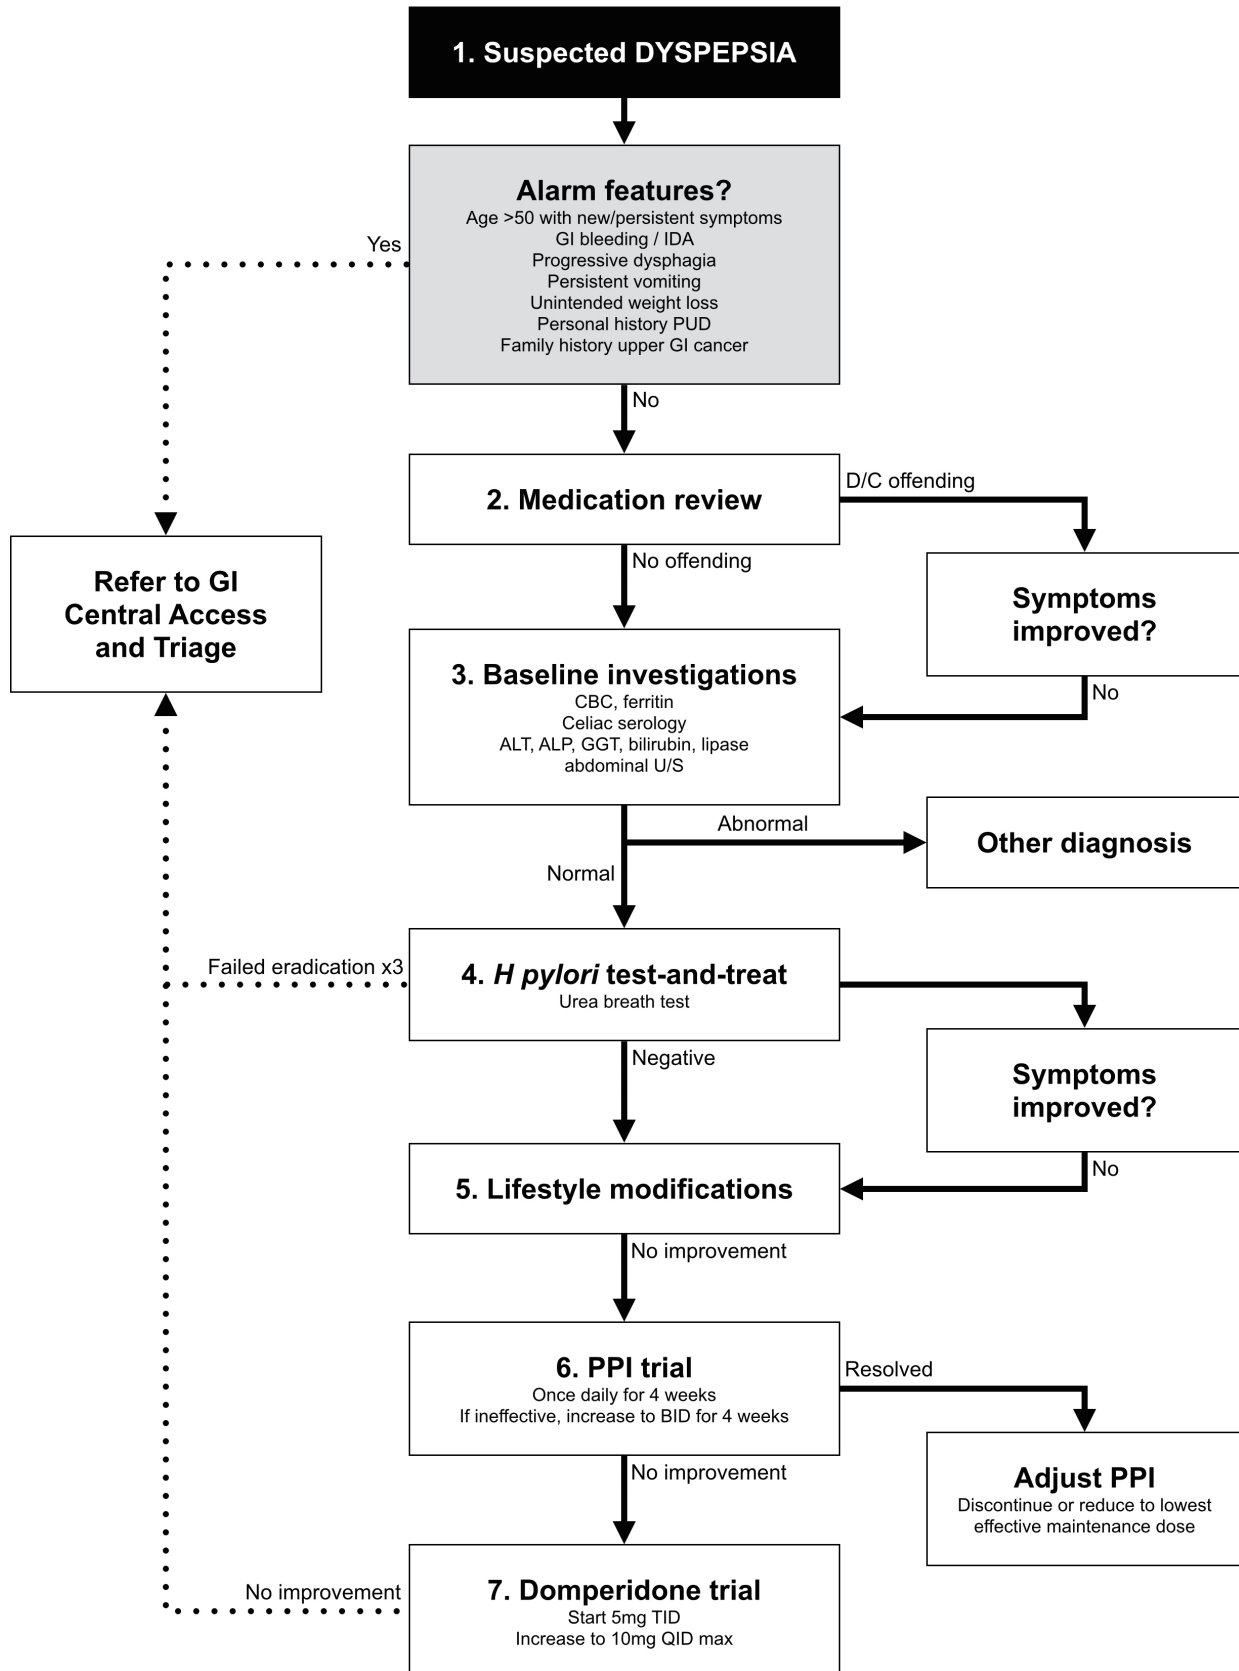 1. Suspected DYSPEPSIA
Alarm features?
Age >50 with new/persistent symptoms
GI bleeding / IDA
Progressive dysphagia
Persistent vomiting
Unintended weight loss
Personal history PUD
Family history upper GI cancer
Yes
No
2. Medication review
D/C offending
No offending
Refer to GI
Central Access
and Triage
Symptoms
improved?
No
3. Baseline investigations
CBC, ferritin
Celiac serology
ALT, ALP, GGT, bilirubin, lipase
abdominal U/S
Abnormal
Other diagnosis
Normal
Failed eradication x3
4. H pylori test-and-treat
Urea breath test
Negative
Symptoms
improved?
No
5. Lifestyle modifications
No improvement
6. PPI trial
Once daily for 4 weeks
If ineffective, increase to BID for 4 weeks
Resolved
No improvement
Adjust PPI
Discontinue or reduce to lowest
effective maintenance dose
No improvement
7. Domperidone trial
Start 5mg TID
Increase to 10mg QID max